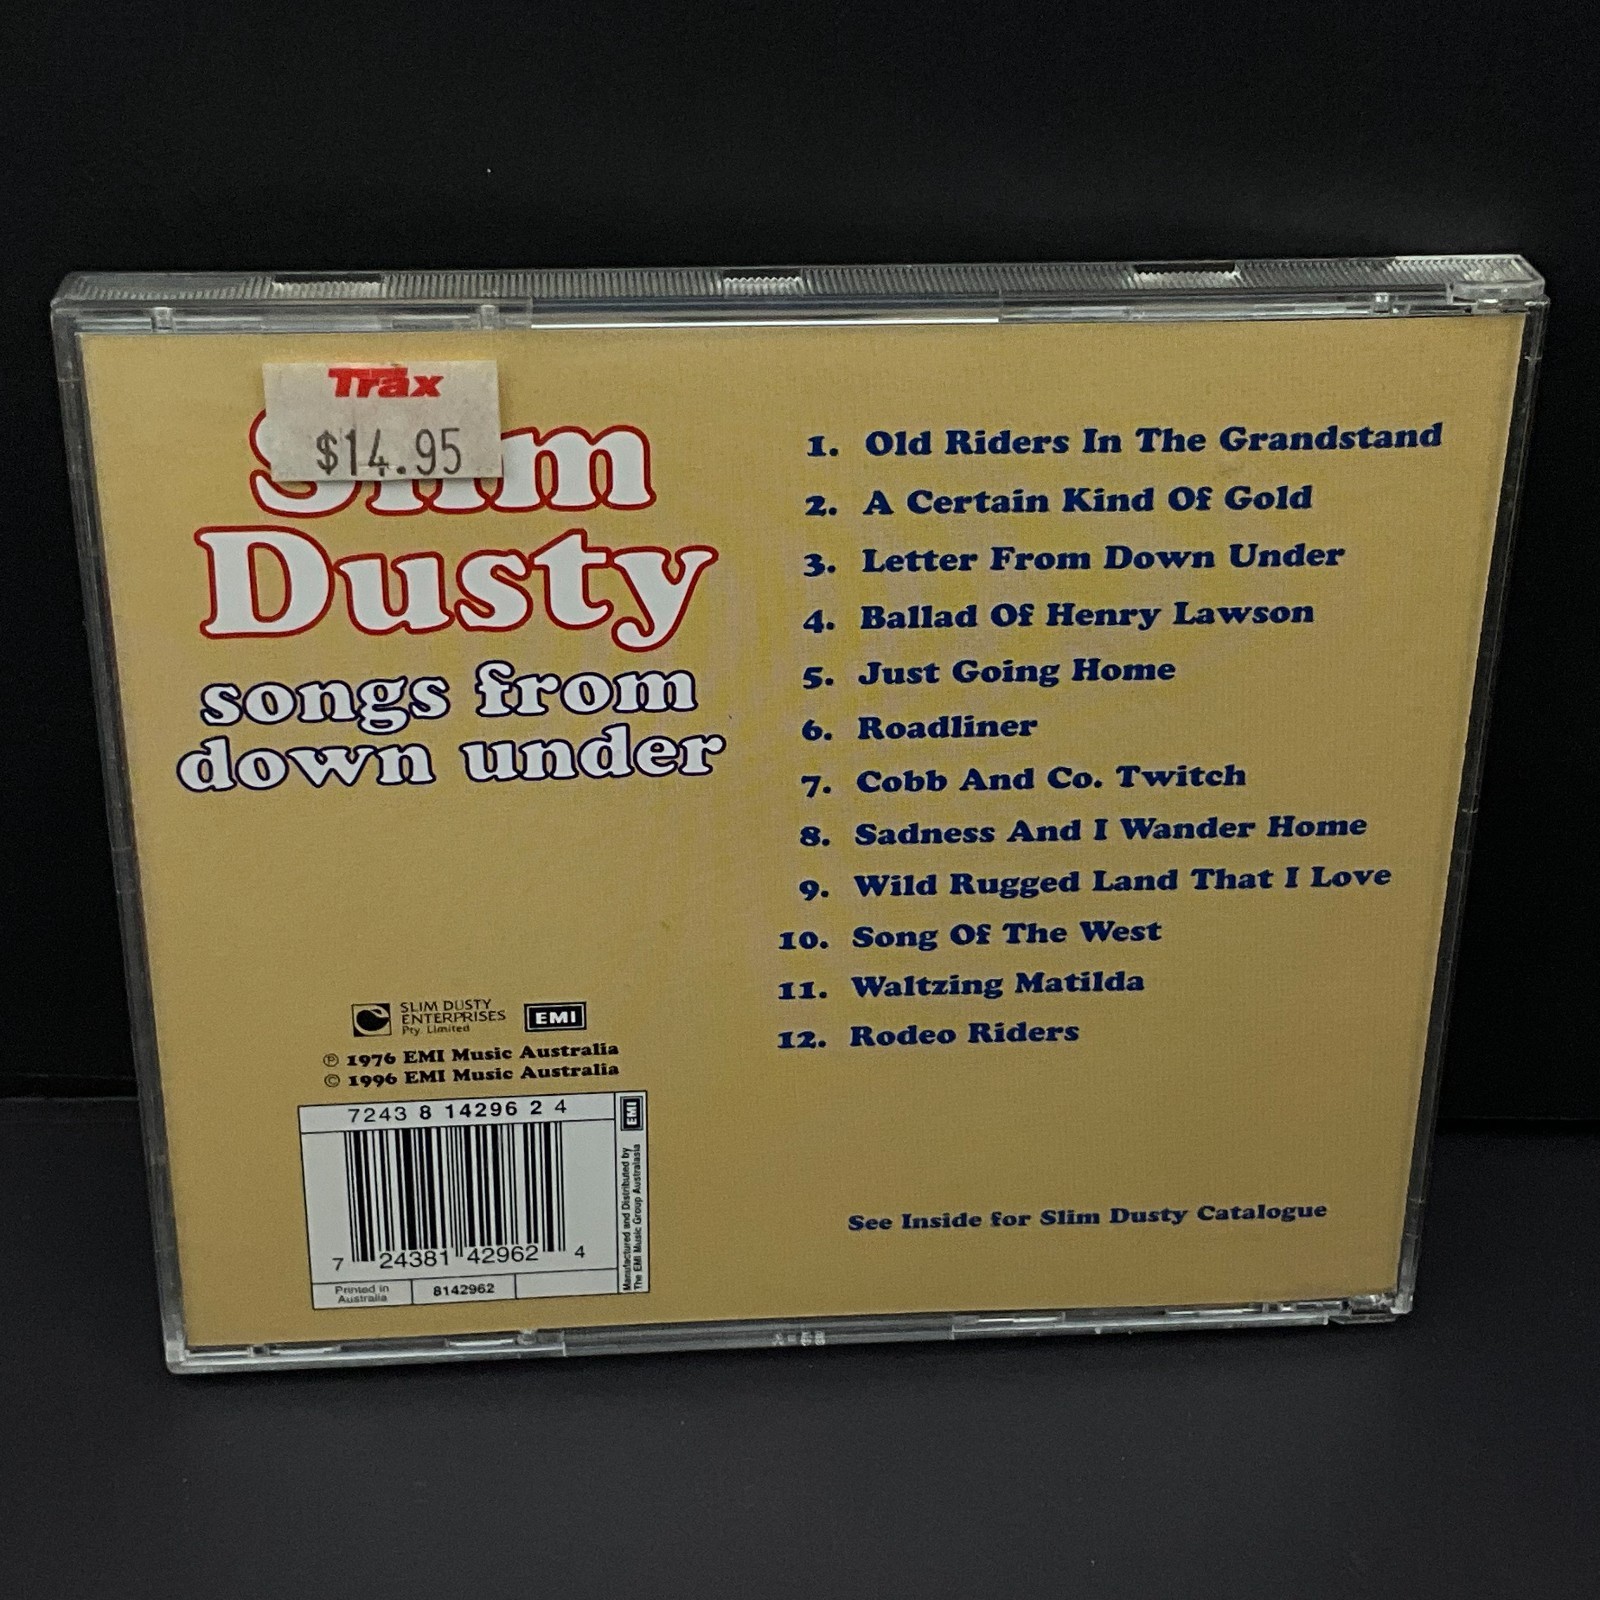 Trax
$14.95
Slim
Dusty
songs from
down under
1. Old Riders In The Grandstand
2. A Certain Kind Of Gold
3. Letter From Down Under
4. Ballad Of Henry Lawson
5. Just Going Home
6. Roadliner
7. Cobb And Co. Twitch
8. Sadness And I Wander Home
9. Wild Rugged Land That I Love
10. Song Of The West
11. Waltzing Matilda
12. Rodeo Riders
SLIM DUSTY
ENTERPRISES
Pty. Limited
EMI
℗ 1976 EMI Music Australia
© 1996 EMI Music Australia
7243 8 14296 2 4
7 24381 42962 4
Printed in
Australia
8142962
EMI
Manufactured and Distributed by
The EMI Music Group Australasia
See Inside for Slim Dusty Catalogue